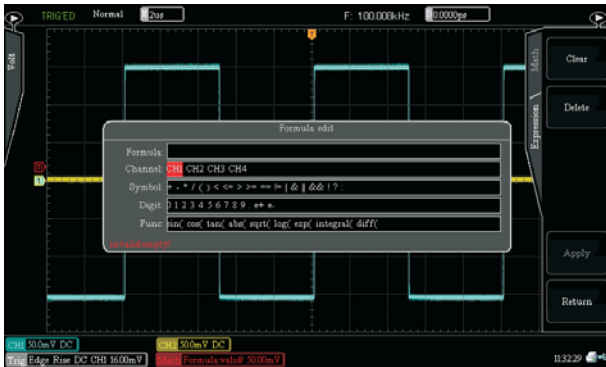 TRIG'ED Normal 2us F: 100.008kHz 0.0000ps
Volt
Math
Expression
Clear
Delete
Apply
Return
Formula edit
Formula:
Channel: CH1 CH2 CH3 CH4
Symbol: + - * / ( ) < <= > >= == != | & || && ! ? :
Digit: 0 1 2 3 4 5 6 7 8 9 . e+ e-
Func: sin( cos( tan( abs( sqrt( log( exp( integral( diff(
invalid:empty!
CH1 50.0mV DC CH2 50.0mV DC
Trig Edge Rise DC CH1 16.00mV Math Formula:valid! 50.00mV 11:32:29